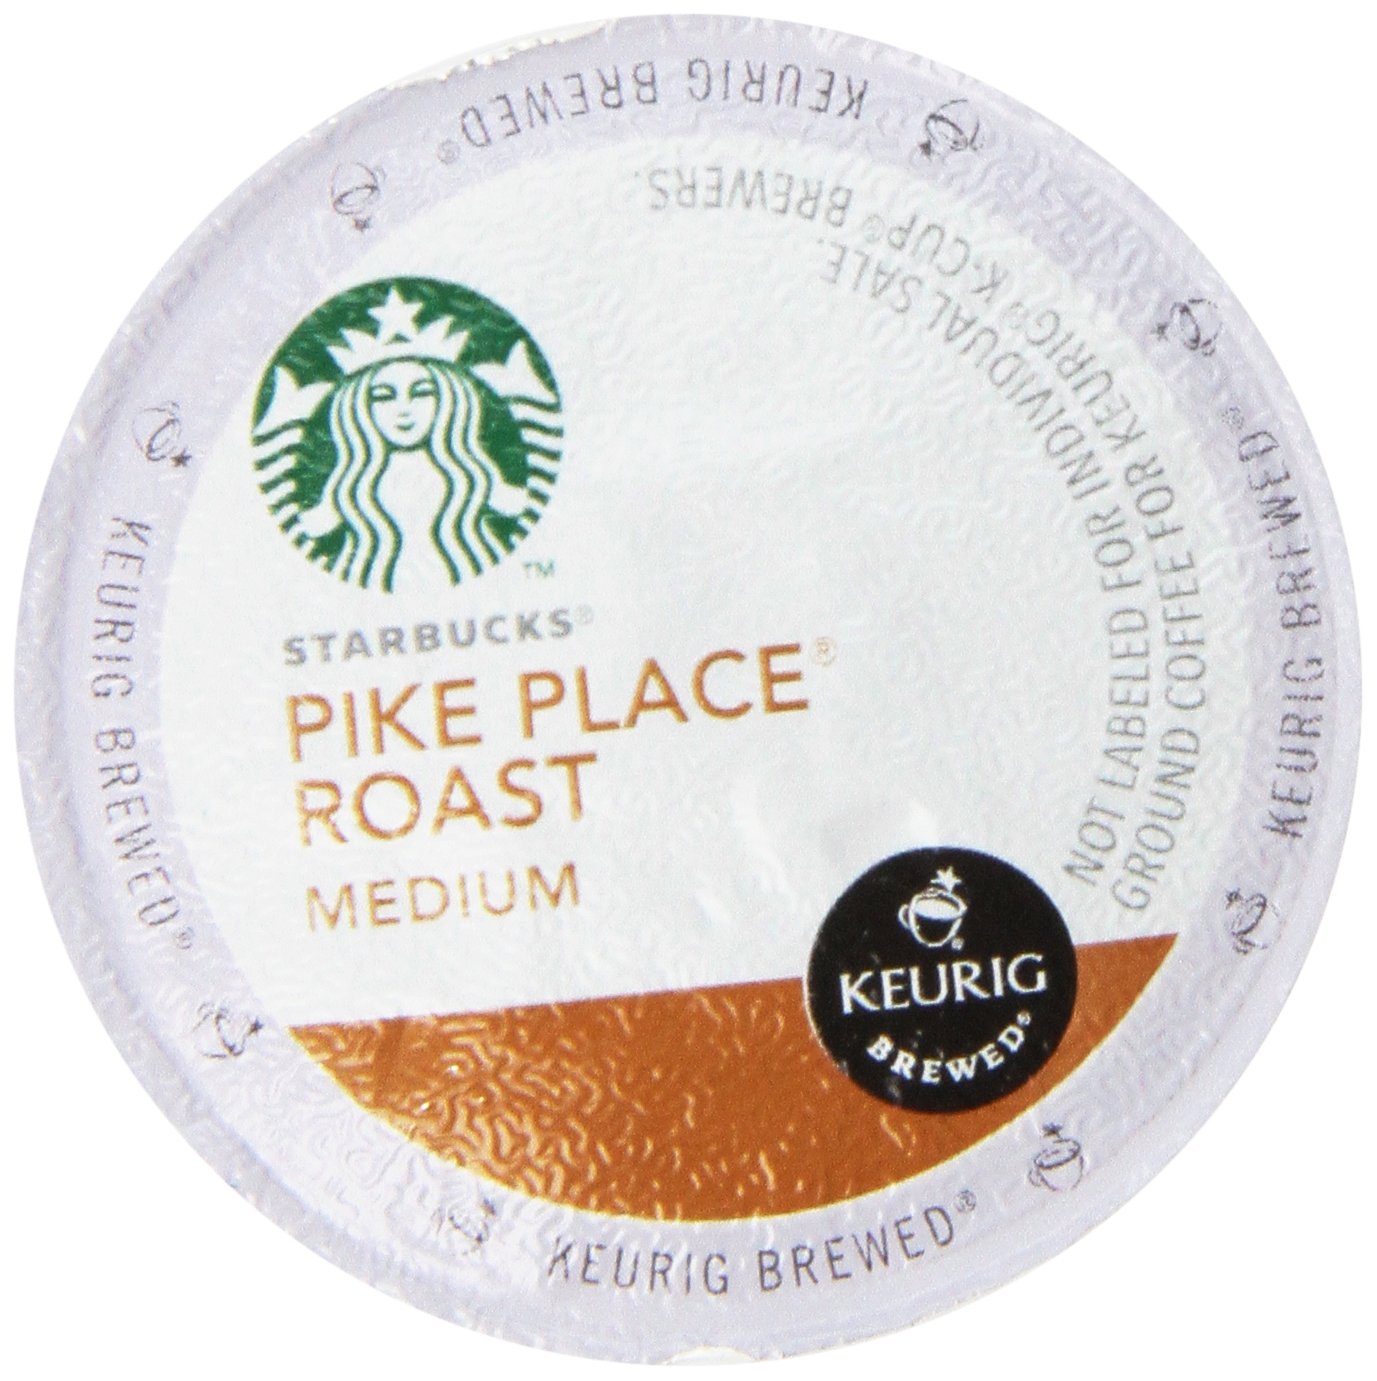 STARBUCKS®
PIKE PLACE®
ROAST
MEDIUM
TM
KEURIG
BREWED®
NOT LABELED FOR INDIVIDUAL SALE.
GROUND COFFEE FOR KEURIG® K-CUP® BREWERS.
KEURIG BREWED®
KEURIG BREWED®
KEURIG BREWED®
KEURIG BREWED®